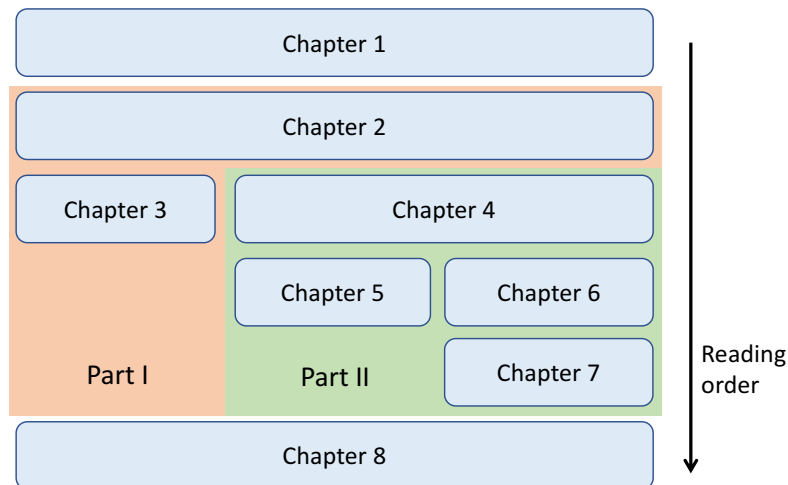 Chapter 1
Chapter 2
Chapter 3
Chapter 4
Chapter 5
Chapter 6
Part I
Part II
Chapter 7
Reading
order
Chapter 8